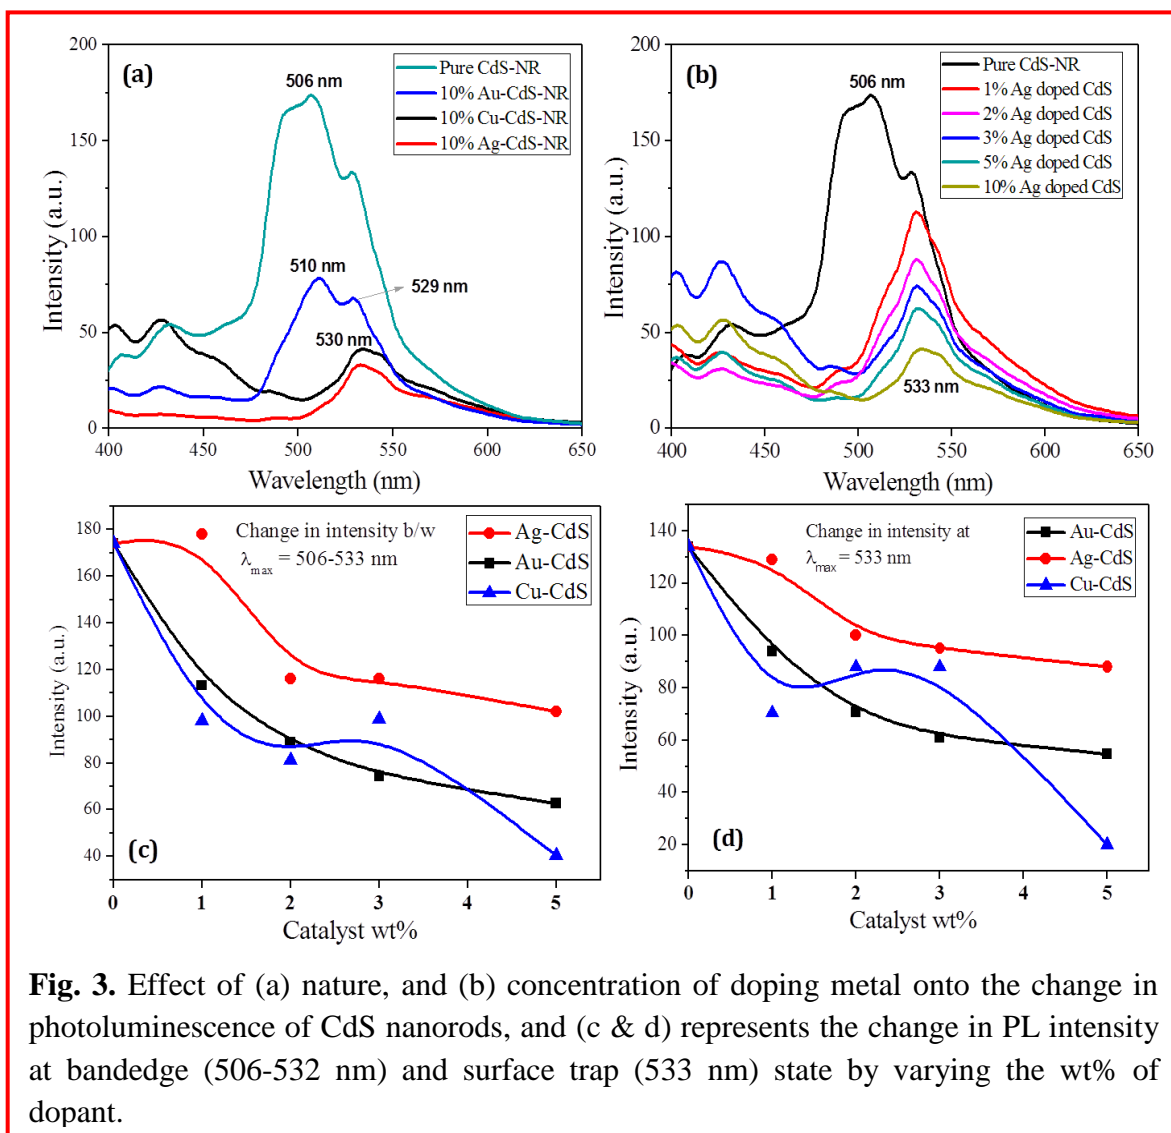 (a)
200
150
100
50
0
400
450
500
550
600
650
Intensity (a.u.)
Wavelength (nm)
Pure CdS-NR
10% Au-CdS-NR
10% Cu-CdS-NR
10% Ag-CdS-NR
506 nm
510 nm
529 nm
530 nm
(b)
200
150
100
50
0
400
450
500
550
600
650
Intensity (a.u.)
Wavelength (nm)
Pure CdS-NR
1% Ag doped CdS
2% Ag doped CdS
3% Ag doped CdS
5% Ag doped CdS
10% Ag doped CdS
506 nm
533 nm
180
160
140
120
100
80
60
40
0
1
2
3
4
5
Intensity (a.u.)
Catalyst wt%
Change in intensity b/w
λmax = 506-533 nm
Ag-CdS
Au-CdS
Cu-CdS
(c)
140
120
100
80
60
40
20
0
1
2
3
4
5
Intensity (a.u.)
Catalyst wt%
Change in intensity at
λmax = 533 nm
Au-CdS
Ag-CdS
Cu-CdS
(d)
Fig. 3. Effect of (a) nature, and (b) concentration of doping metal onto the change in
photoluminescence of CdS nanorods, and (c & d) represents the change in PL intensity
at bandedge (506-532 nm) and surface trap (533 nm) state by varying the wt% of
dopant.